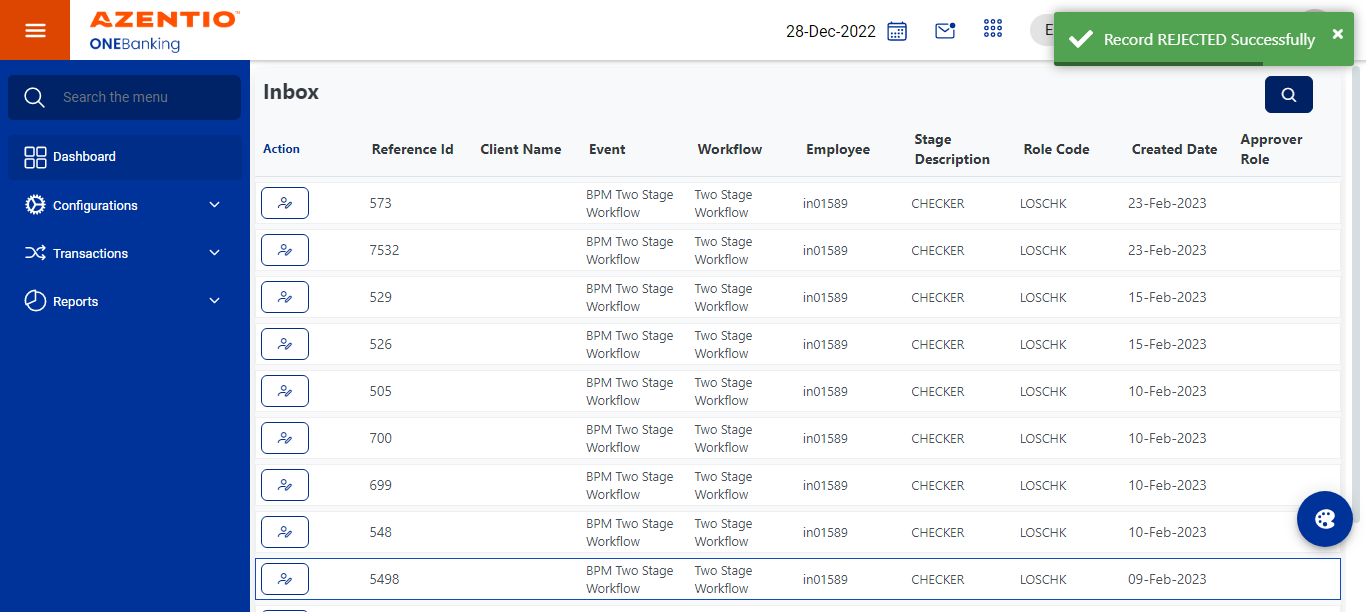 AZENTIO™
ONEBanking
28-Dec-2022
E
Record REJECTED Successfully
Search the menu
Dashboard
Configurations
Transactions
Reports
Inbox
Action Reference Id Client Name Event Workflow Employee Stage Description Role Code Created Date Approver Role
573 BPM Two Stage Workflow Two Stage Workflow in01589 CHECKER LOSCHK 23-Feb-2023
7532 BPM Two Stage Workflow Two Stage Workflow in01589 CHECKER LOSCHK 23-Feb-2023
529 BPM Two Stage Workflow Two Stage Workflow in01589 CHECKER LOSCHK 15-Feb-2023
526 BPM Two Stage Workflow Two Stage Workflow in01589 CHECKER LOSCHK 15-Feb-2023
505 BPM Two Stage Workflow Two Stage Workflow in01589 CHECKER LOSCHK 10-Feb-2023
700 BPM Two Stage Workflow Two Stage Workflow in01589 CHECKER LOSCHK 10-Feb-2023
699 BPM Two Stage Workflow Two Stage Workflow in01589 CHECKER LOSCHK 10-Feb-2023
548 BPM Two Stage Workflow Two Stage Workflow in01589 CHECKER LOSCHK 10-Feb-2023
5498 BPM Two Stage Workflow Two Stage Workflow in01589 CHECKER LOSCHK 09-Feb-2023